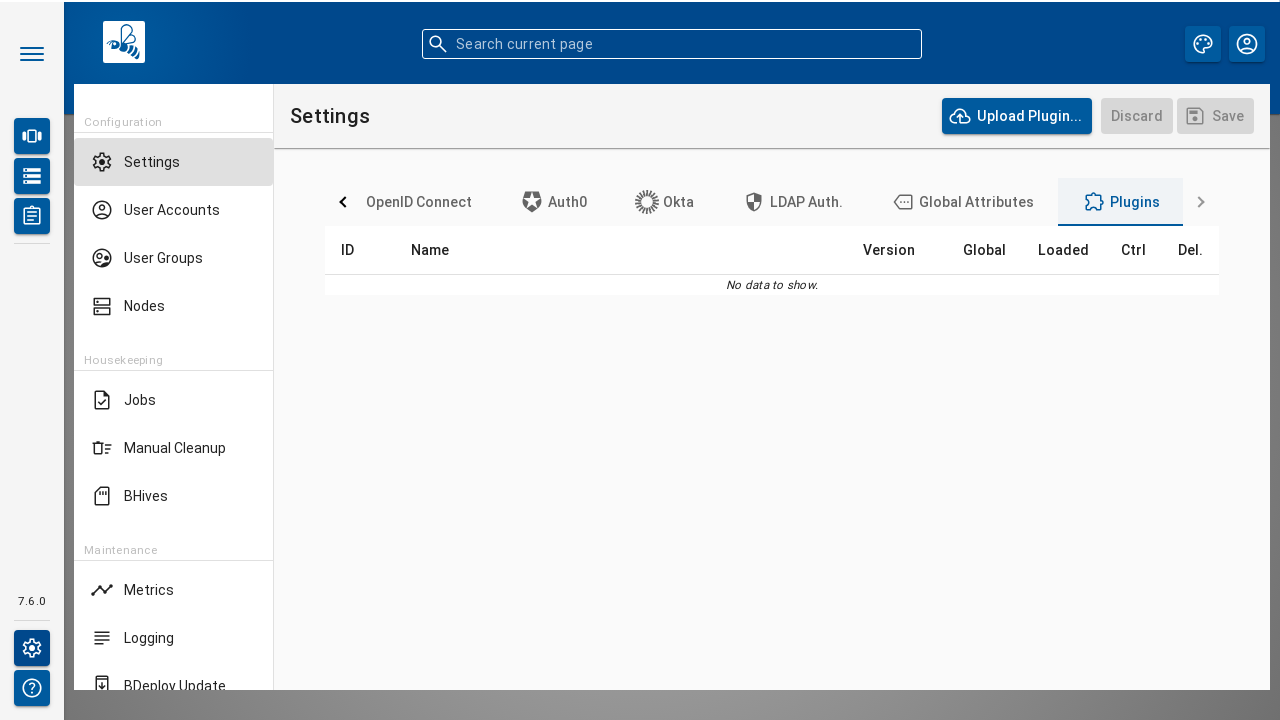 Search current page
Configuration
Settings
User Accounts
User Groups
Nodes
Housekeeping
Jobs
Manual Cleanup
BHives
Maintenance
Metrics
Logging
BDeploy Update
7.6.0
Settings
Upload Plugin...
Discard
Save
OpenID Connect
Auth0
Okta
LDAP Auth.
Global Attributes
Plugins
ID Name Version Global Loaded Ctrl Del.
No data to show.